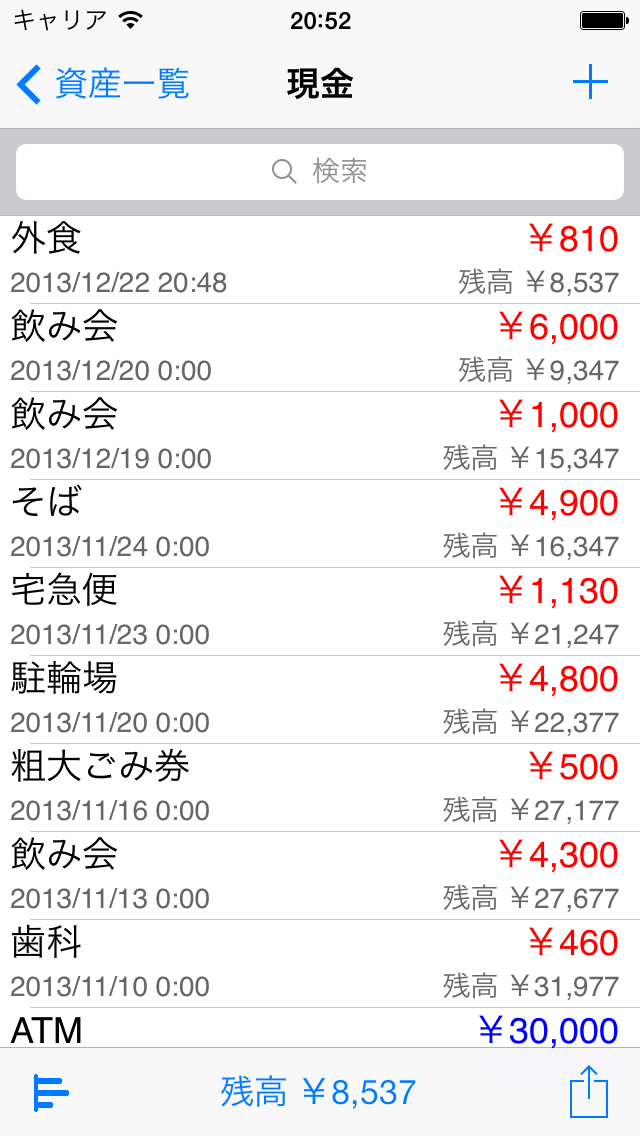 キャリア 20:52
資産一覧 現金
検索
外食 ￥810
2013/12/22 20:48 残高 ￥8,537
飲み会 ￥6,000
2013/12/20 0:00 残高 ￥9,347
飲み会 ￥1,000
2013/12/19 0:00 残高 ￥15,347
そば ￥4,900
2013/11/24 0:00 残高 ￥16,347
宅急便 ￥1,130
2013/11/23 0:00 残高 ￥21,247
駐輪場 ￥4,800
2013/11/20 0:00 残高 ￥22,377
粗大ごみ券 ￥500
2013/11/16 0:00 残高 ￥27,177
飲み会 ￥4,300
2013/11/13 0:00 残高 ￥27,677
歯科 ￥460
2013/11/10 0:00 残高 ￥31,977
ATM ￥30,000
残高 ￥8,537